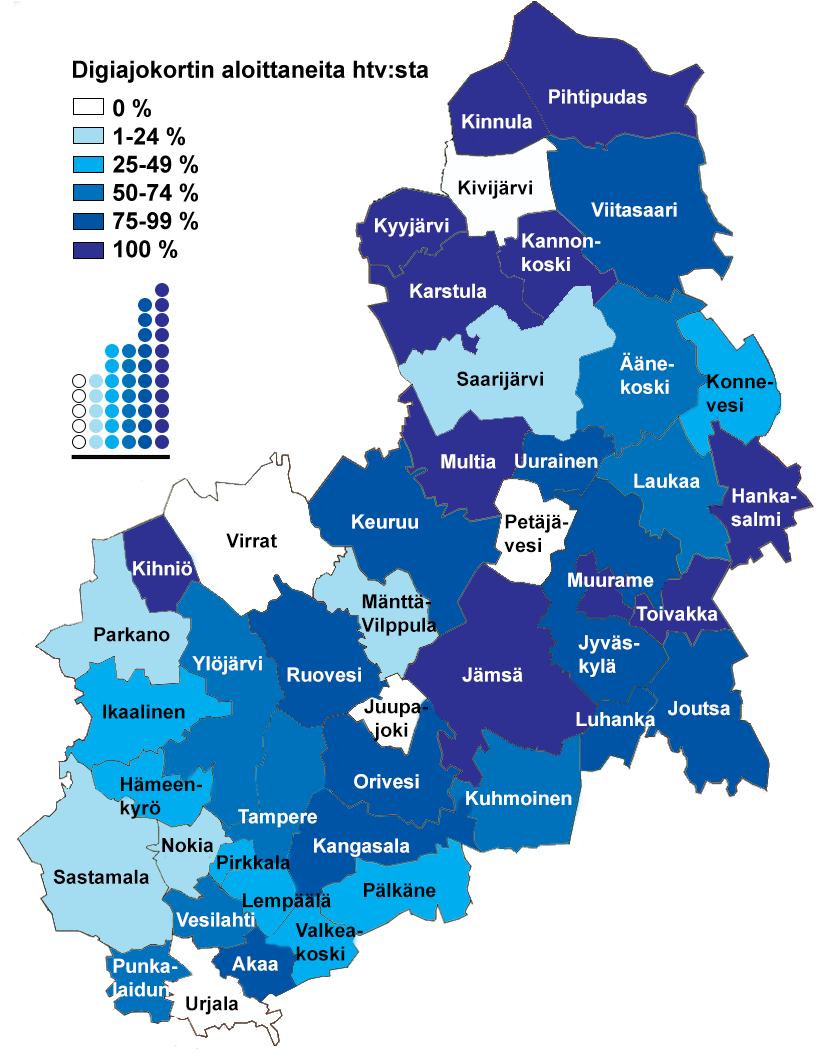 Digiajokortin aloittaneita htv:sta
0 %
1-24 %
25-49 %
50-74 %
75-99 %
100 %
Pihtipudas
Kinnula
Kivijärvi
Viitasaari
Kyyjärvi
Kannon-
koski
Karstula
Saarijärvi
Ääne-
koski
Konne-
vesi
Multia
Uurainen
Laukaa
Hanka-
salmi
Keuruu
Petäjä-
vesi
Virrat
Kihniö
Muurame
Toivakka
Mänttä-
Vilppula
Parkano
Ylöjärvi
Ruovesi
Jämsä
Jyväs-
kylä
Joutsa
Luhanka
Ikaalinen
Juupa-
joki
Orivesi
Kuhmoinen
Hämeen-
kyrö
Tampere
Nokia
Pirkkala
Kangasala
Sastamala
Lempäälä
Pälkäne
Vesilahti
Valkea-
koski
Akaa
Punka-
laidun
Urjala